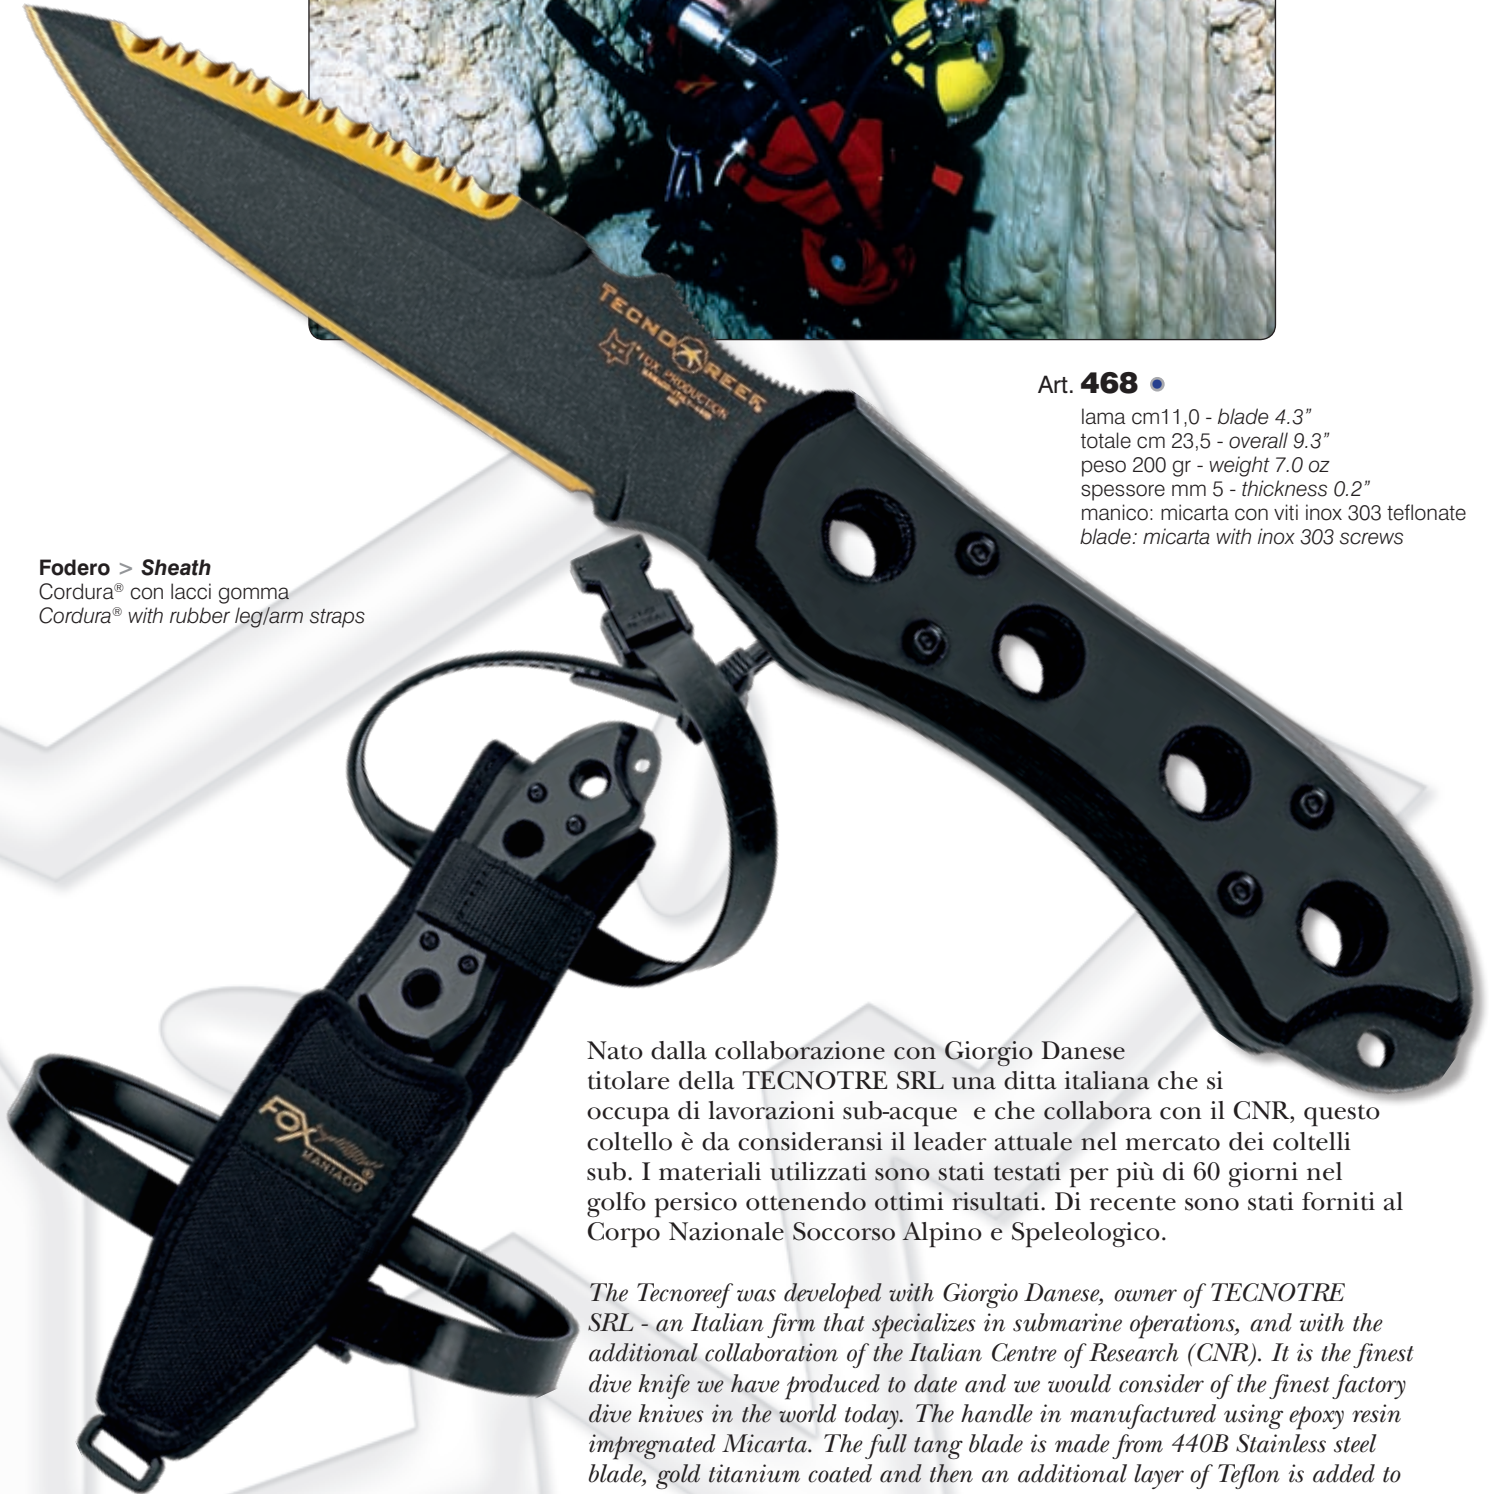 TECNO REEF
FOX PRODUCTION
Art. 468
lama cm11,0 - blade 4.3”
totale cm 23,5 - overall 9.3”
peso 200 gr - weight 7.0 oz
spessore mm 5 - thickness 0.2”
manico: micarta con viti inox 303 teflonate
blade: micarta with inox 303 screws
Fodero > Sheath
Cordura® con lacci gomma
Cordura® with rubber leg/arm straps
FOX
MANIAGO®
Nato dalla collaborazione con Giorgio Danese
titolare della TECNOTRE SRL una ditta italiana che si
occupa di lavorazioni sub-acque e che collabora con il CNR, questo
coltello è da consideransi il leader attuale nel mercato dei coltelli
sub. I materiali utilizzati sono stati testati per più di 60 giorni nel
golfo persico ottenendo ottimi risultati. Di recente sono stati forniti al
Corpo Nazionale Soccorso Alpino e Speleologico.
The Tecnoreef was developed with Giorgio Danese, owner of TECNOTRE
SRL - an Italian firm that specializes in submarine operations, and with the
additional collaboration of the Italian Centre of Research (CNR). It is the finest
dive knife we have produced to date and we would consider of the finest factory
dive knives in the world today. The handle in manufactured using epoxy resin
impregnated Micarta. The full tang blade is made from 440B Stainless steel
blade, gold titanium coated and then an additional layer of Teflon is added to